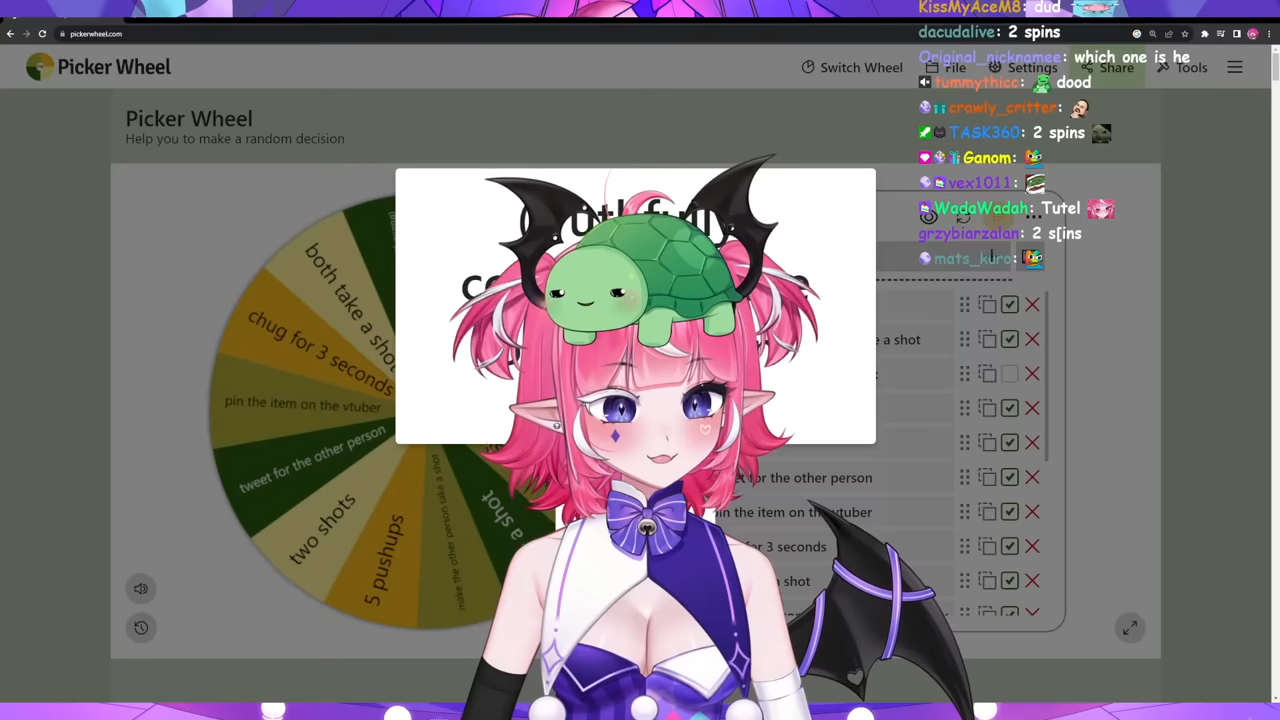 pickerwheel.com
Picker Wheel
Switch Wheel
File
Settings
Share
Tools
Picker Wheel
Help you to make a random decision
both take a shot
chug for 3 seconds
pin the item on the vtuber
tweet for the other person
two shots
5 pushups
make the other person take a shot
a shot
e a shot
et for the other person
pin the item on the vtuber
for 3 seconds
shot
KissMyAceM8: dud
dacudalive: 2 spins
Original_nicknamee: which one is he
tummythicc: dood
crawly_critter:
TASK360: 2 spins
Ganom:
vex1011:
WadaWadah: Tutel
grzybiarzalan: 2 s[ins
mats_kuro: